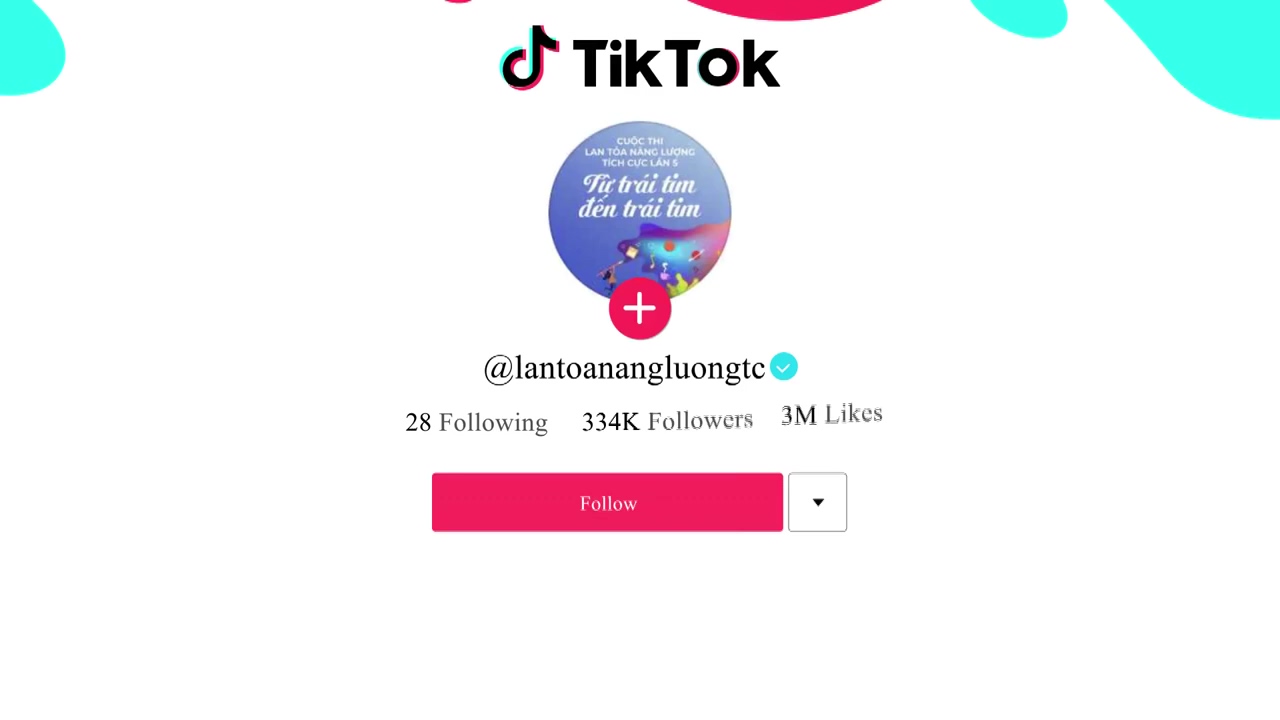 TikTok
CUỘC THI
LAN TỎA NĂNG LƯỢNG
TÍCH CỰC LẦN 5
Từ trái tim
đến trái tim
@lantoanangluongtc
28 Following 334K Followers 3M Likes
Follow